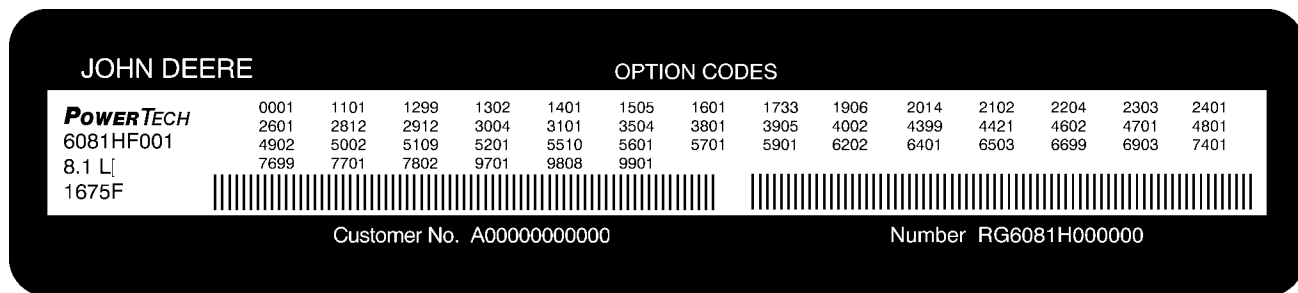 JOHN DEERE OPTION CODES
POWERTECH 0001 1101 1299 1302 1401 1505 1601 1733 1906 2014 2102 2204 2303 2401
2601 2812 2912 3004 3101 3504 3801 3905 4002 4399 4421 4602 4701 4801
6081HF001 4902 5002 5109 5201 5510 5601 5701 5901 6202 6401 6503 6699 6903 7401
8.1 L[ 7699 7701 7802 9701 9808 9901
1675F
Customer No. A00000000000 Number RG6081H000000